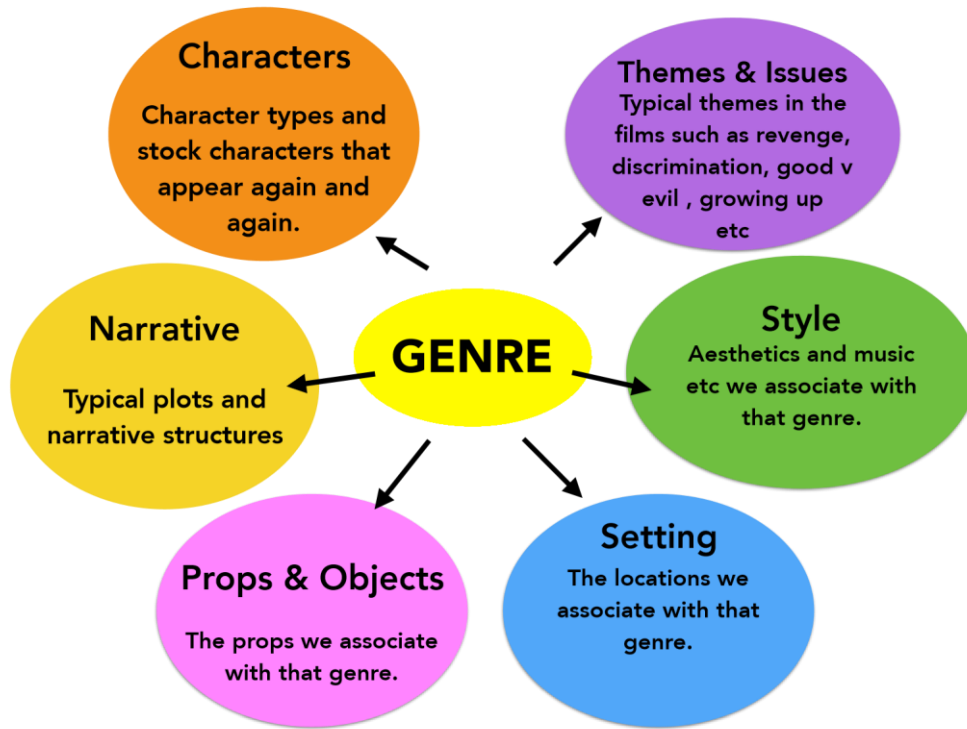 Characters
Character types and
stock characters that
appear again and
again.
Themes & Issues
Typical themes in the
films such as revenge,
discrimination, good v
evil , growing up
etc
Narrative
Typical plots and
narrative structures
GENRE
Style
Aesthetics and music
etc we associate with
that genre.
Props & Objects
The props we associate
with that genre.
Setting
The locations we
associate with that
genre.